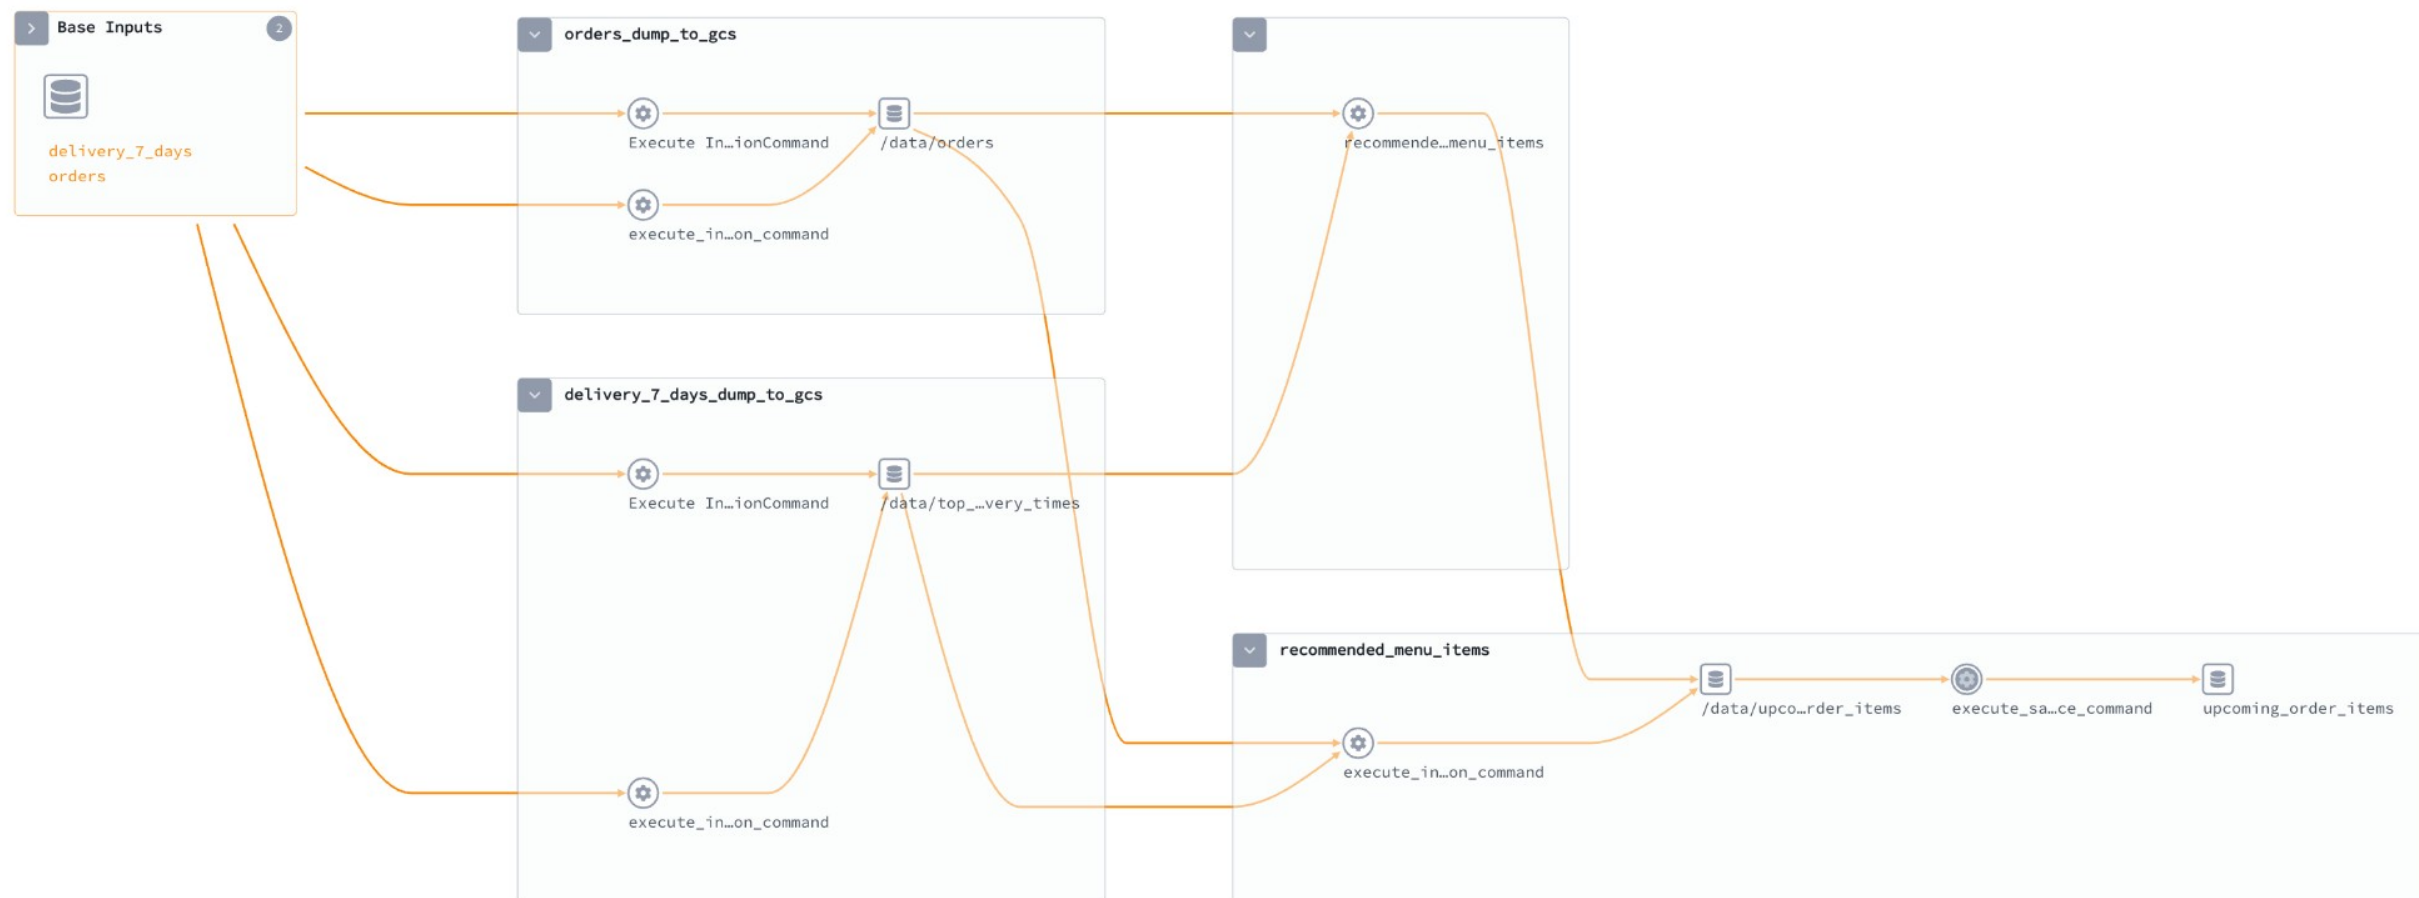 Base Inputs
2
delivery_7_days
orders
orders_dump_to_gcs
Execute In…ionCommand
/data/orders
execute_in…on_command
recommende…menu_items
delivery_7_days_dump_to_gcs
Execute In…ionCommand
/data/top_…very_times
execute_in…on_command
recommended_menu_items
/data/upco…rder_items
execute_sa…ce_command
upcoming_order_items
execute_in…on_command